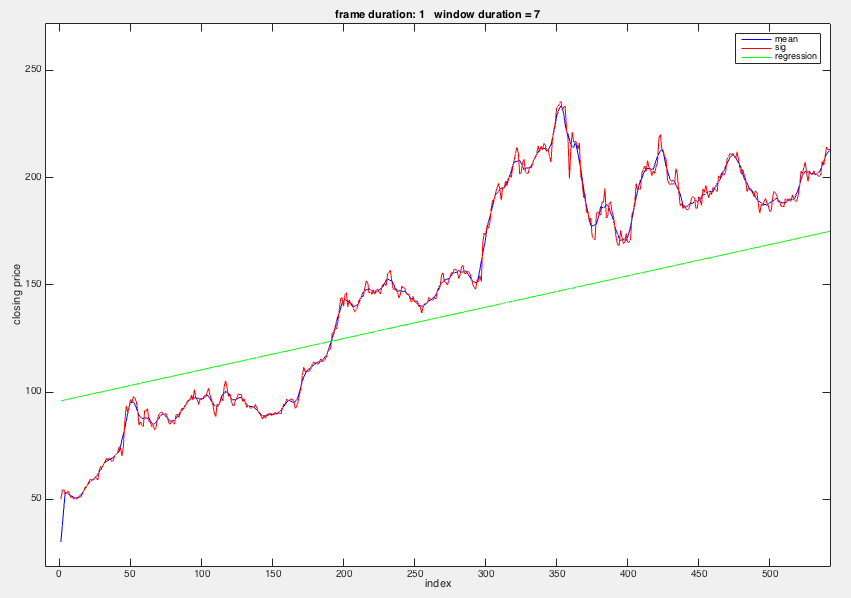 frame duration: 1 window duration = 7
mean
sig
regression
250
200
150
100
50
closing price
0 50 100 150 200 250 300 350 400 450 500
index